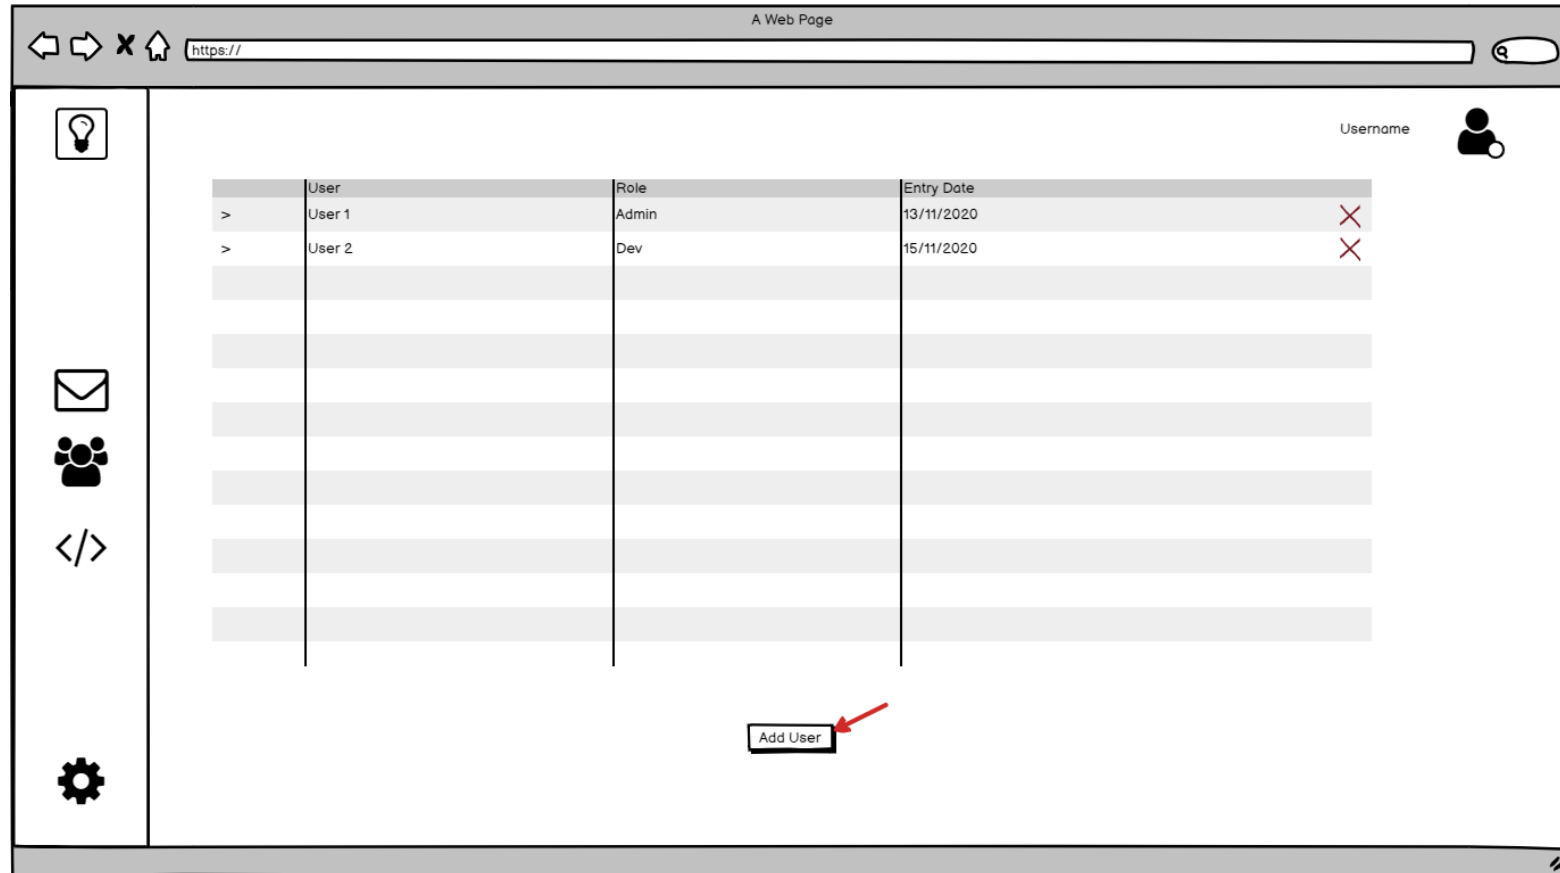 A Web Page
https://
Username
User Role Entry Date
> User 1 Admin 13/11/2020
> User 2 Dev 15/11/2020
</>
Add User